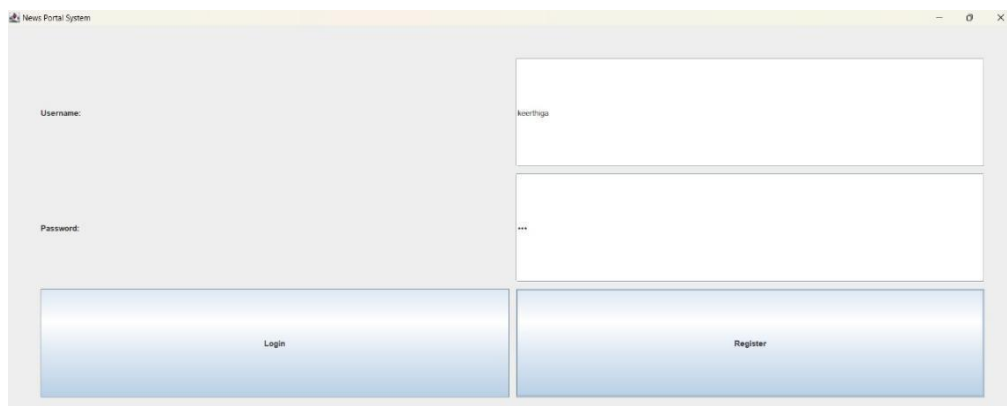 News Portal System
Username:
keerthiga
Password:
•••
Login
Register